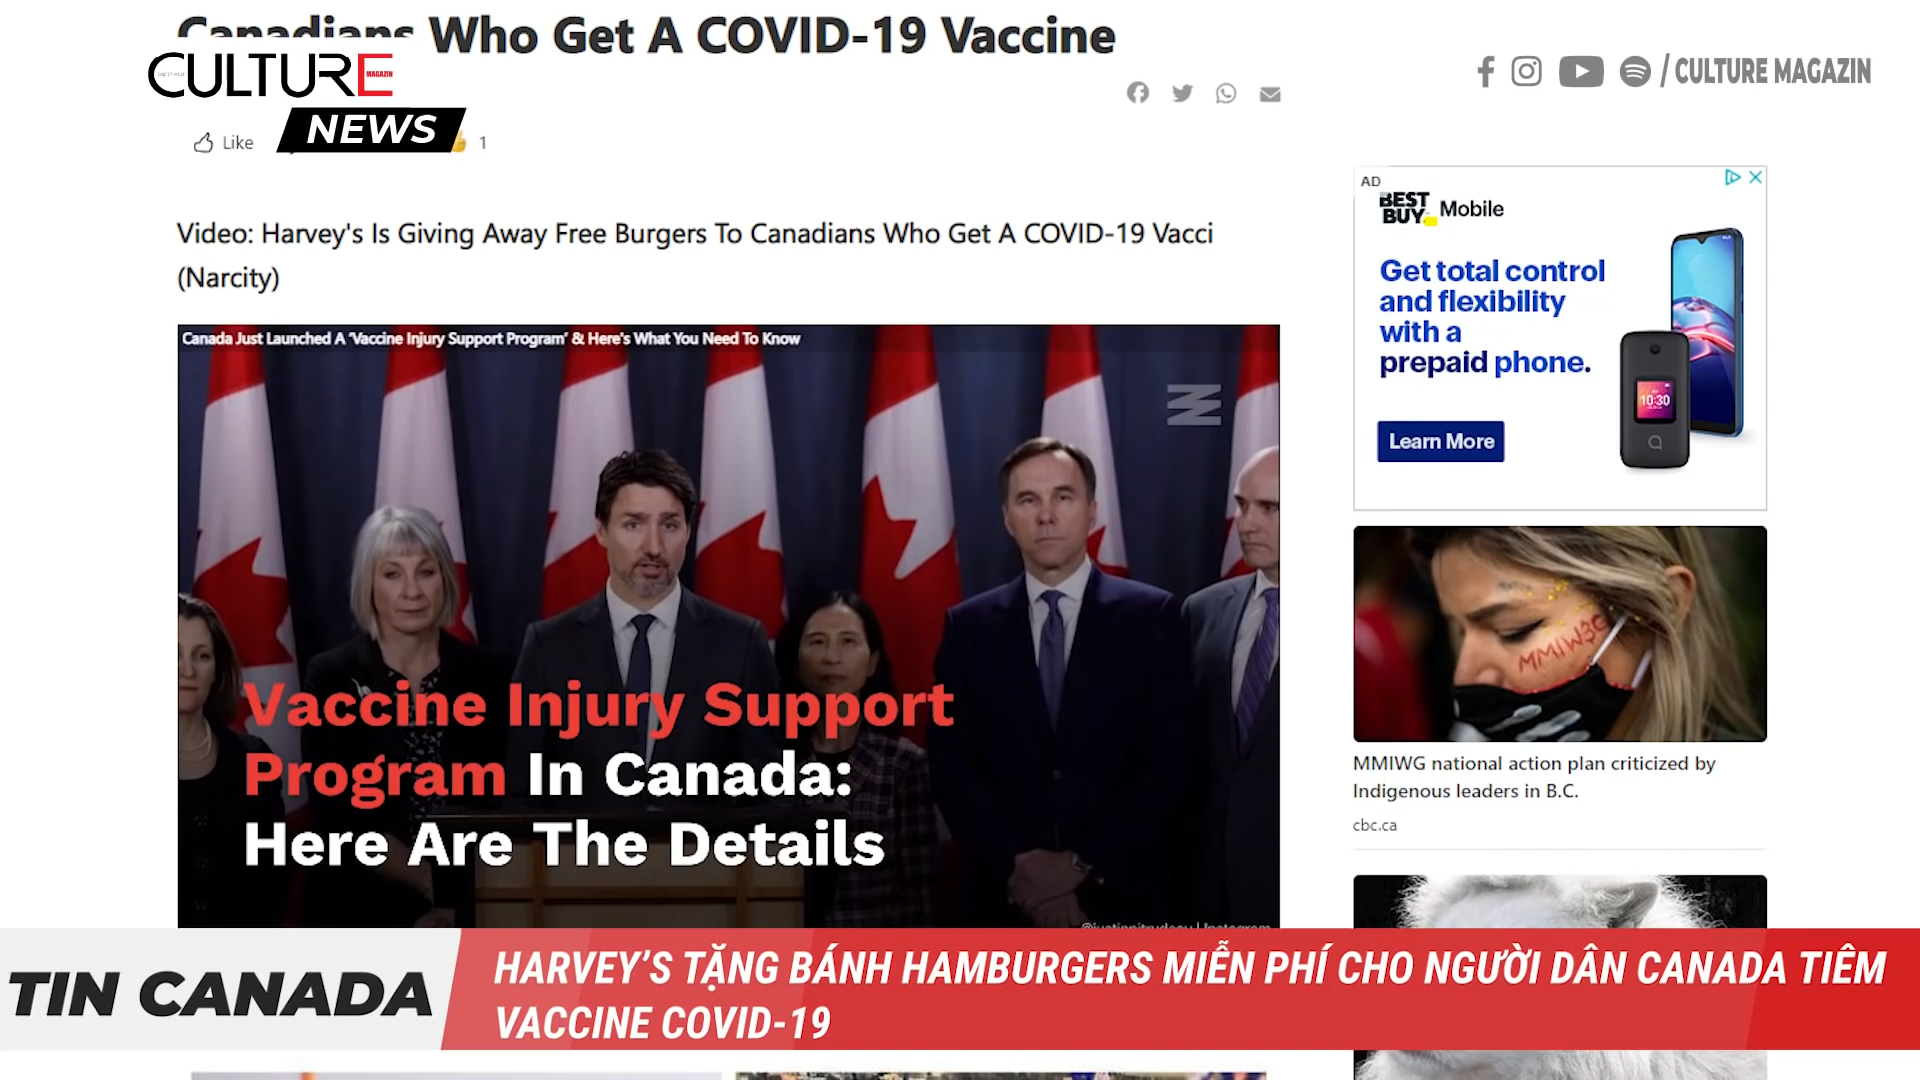 Canadians Who Get A COVID-19 Vaccine
CULTURE
MAGAZIN
NEWS
/ CULTURE MAGAZIN
Like
1
Video: Harvey's Is Giving Away Free Burgers To Canadians Who Get A COVID-19 Vacci
(Narcity)
Canada Just Launched A 'Vaccine Injury Support Program' & Here's What You Need To Know
Vaccine Injury Support
Program In Canada:
Here Are The Details
AD
BEST
BUY
Mobile
Get total control
and flexibility
with a
prepaid phone.
10:30
Learn More
MMIWG national action plan criticized by
Indigenous leaders in B.C.
cbc.ca
TIN CANADA
HARVEY'S TẶNG BÁNH HAMBURGERS MIỄN PHÍ CHO NGƯỜI DÂN CANADA TIÊM
VACCINE COVID-19